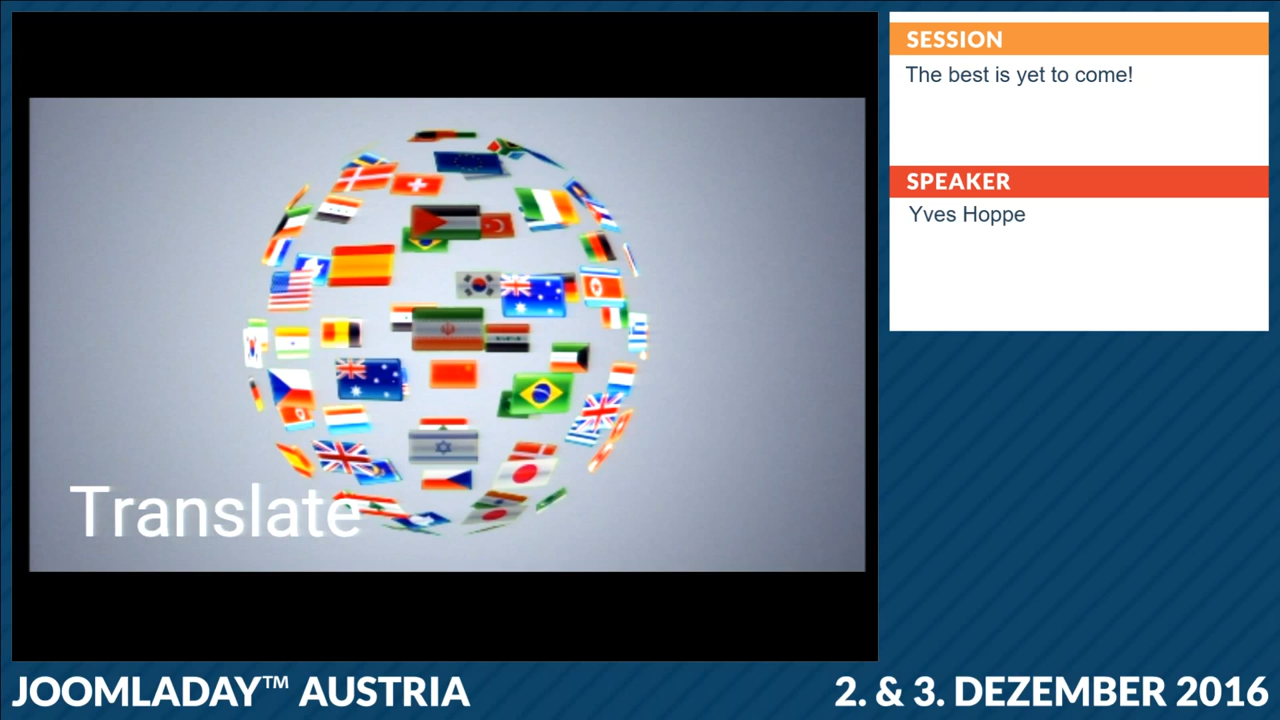 Translate
SESSION
The best is yet to come!
SPEAKER
Yves Hoppe
JOOMLADAY™ AUSTRIA
2. & 3. DEZEMBER 2016